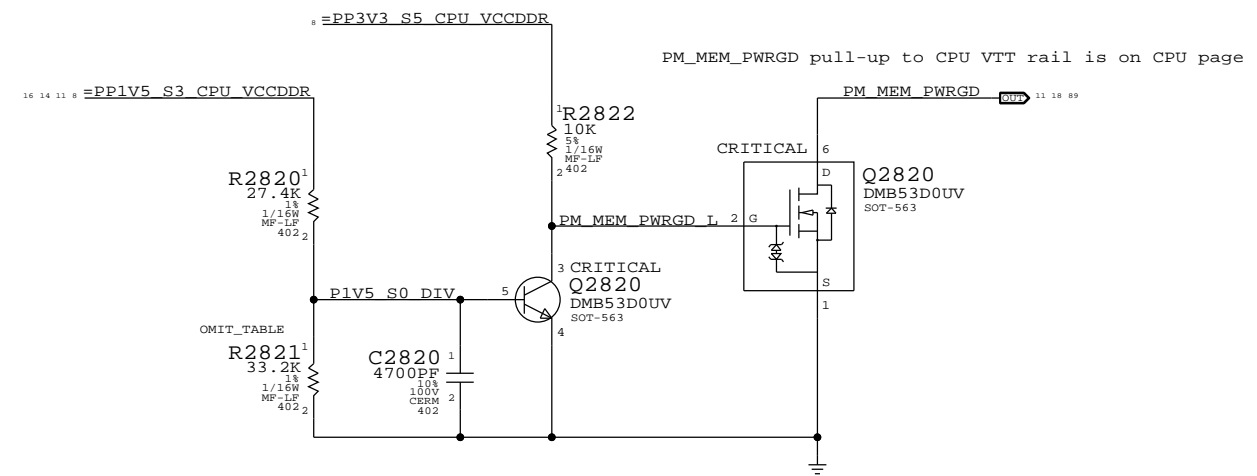 8 =PP3V3_S5_CPU_VCCDDR
PM_MEM_PWRGD pull-up to CPU VTT rail is on CPU page
16 14 11 8 =PP1V5_S3_CPU_VCCDDR
PM_MEM_PWRGD OUT 11 18 89
1
R2822
10K
5%
1/16W
MF-LF
402
2
CRITICAL 6
D
Q2820
DMB53D0UV
SOT-563
R2820 1
27.4K
1%
1/16W
MF-LF
402 2
PM_MEM_PWRGD_L 2 G
S
1
3 CRITICAL
Q2820
DMB53D0UV
SOT-563
4
P1V5_S0_DIV 5
OMIT_TABLE
R2821 1
33.2K
1%
1/16W
MF-LF
402 2
C2820 1
4700PF
10%
100V
CERM
402
2